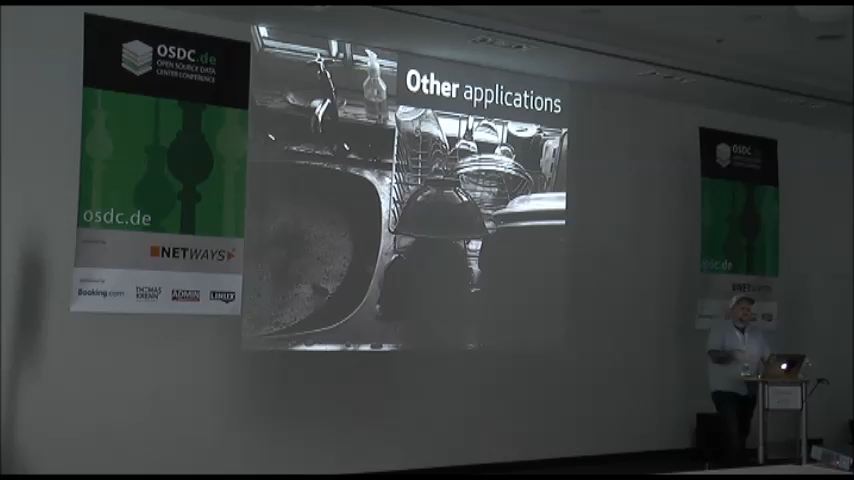 OSDC.de
OPEN SOURCE DATA
CENTER CONFERENCE
osdc.de
NETWAYS
Booking.com
THOMAS
KRENN
ADMIN
LINUX
Other applications
OSDC
osdc.de
NETWAYS